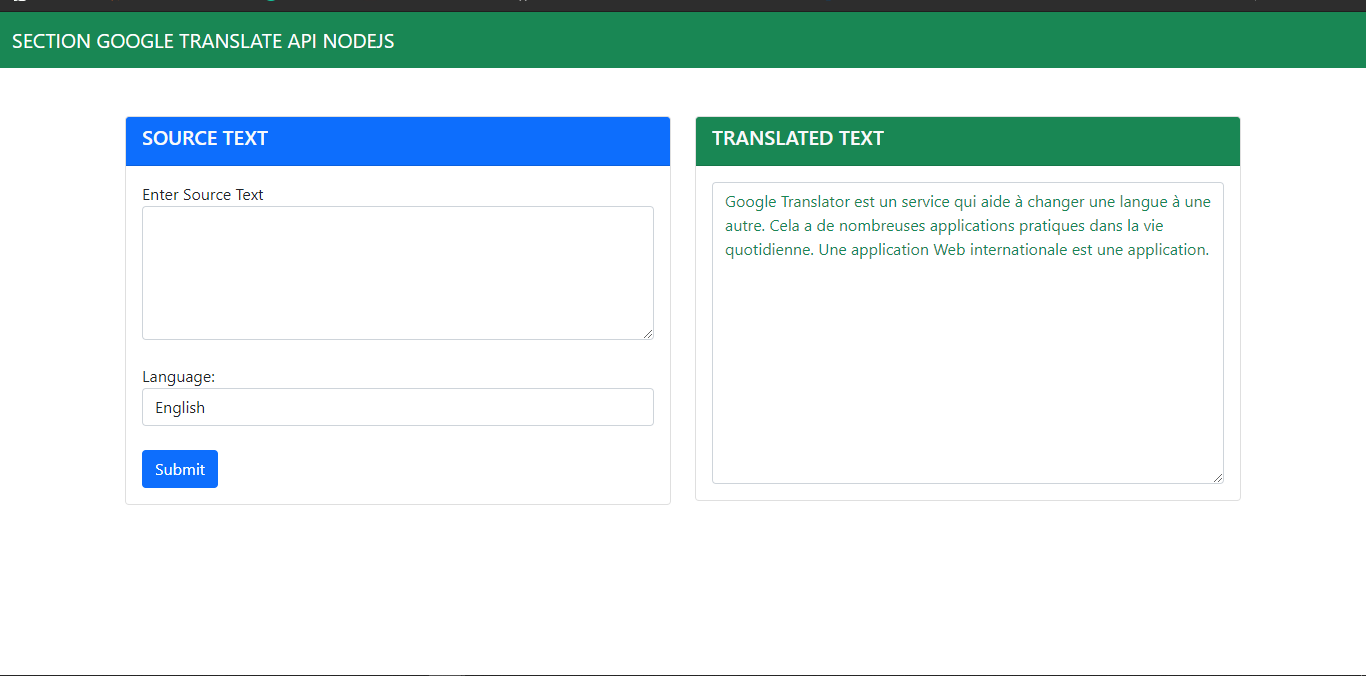 SECTION GOOGLE TRANSLATE API NODEJS
SOURCE TEXT
Enter Source Text
Language:
English
Submit
TRANSLATED TEXT
Google Translator est un service qui aide à changer une langue à une
autre. Cela a de nombreuses applications pratiques dans la vie
quotidienne. Une application Web internationale est une application.